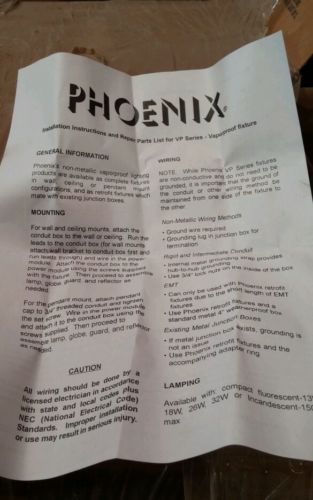 PHOENIX®
Installation Instructions and Repair Parts List for VP Series - Vaporproof fixture
GENERAL INFORMATION
Phoenix's non-metallic vaporproof lighting
products are available as complete fixtures
in wall, ceiling or pendant mount
configurations, and as retrofit fixtures which
mate with existing junction boxes.
MOUNTING
For wall and ceiling mounts, attach the
conduit box to the wall or ceiling. Run the
leads to the conduit box (for wall mounts
attach wall bracket to conduit box first and
run leads through) and wire in the power
module. Attach the conduit box to the
power module using the screws supplied
with the fixture. Then proceed to assemble
lamp, globe, guard, and reflector as
needed.
For the pendant mount, attach pendant
cap to 3/4" threaded conduit and tighten
the set screw. Wire in the power module
and attach it to the conduit box using the
screws supplied. Then proceed to
assemble lamp, globe, guard, and reflector
as needed.
CAUTION
All wiring should be done by a
licensed electrician in accordance
with state and local codes plus
NEC (National Electrical Code)
Standards. Improper installation
or use may result in serious injury.
WIRING
NOTE: While Phoenix VP Series fixtures
are non-conductive and do not need to be
grounded, it is important that the ground of
the conduit or other wiring method be
maintained from one side of the fixture to
the other.
Non-Metallic Wiring Methods
• Ground wire required
• Grounding lug in junction box for
termination
Rigid and Intermediate Conduit
• Internal metal grounding strap provides
hub-to-hub grounding
• Use 3/4" lock nut on the inside of the box
EMT
• Can only be used with Phoenix retrofit
fixtures due to the short length of EMT
• Use Phoenix retrofit fixtures and a
standard metal 4" weatherproof box
Existing Metal Junction Boxes
• If metal junction box exists, grounding is
not an issue
• Use Phoenix retrofit fixtures and the
accompanying adapter ring
LAMPING
Available with: compact fluorescent-13W
18W, 26W, 32W or Incandescent-150
max